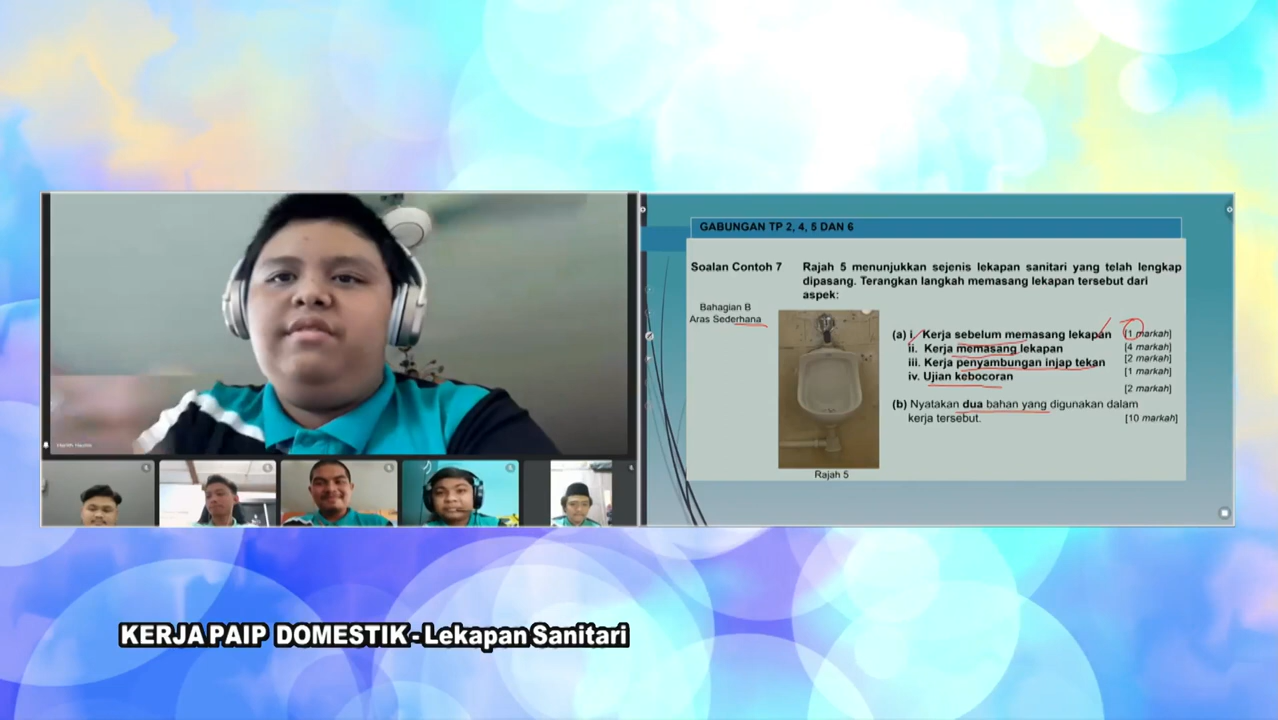 GABUNGAN TP 2, 4, 5 DAN 6
Soalan Contoh 7
Rajah 5 menunjukkan sejenis lekapan sanitari yang telah lengkap
dipasang. Terangkan langkah memasang lekapan tersebut dari
aspek:
Bahagian B
Aras Sederhana
(a) i. Kerja sebelum memasang lekapan [1 markah]
ii. Kerja memasang lekapan [4 markah]
iii. Kerja penyambungan injap tekan [2 markah]
iv. Ujian kebocoran [1 markah]
[2 markah]
(b) Nyatakan dua bahan yang digunakan dalam
kerja tersebut. [10 markah]
Rajah 5
KERJA PAIP DOMESTIK - Lekapan Sanitari